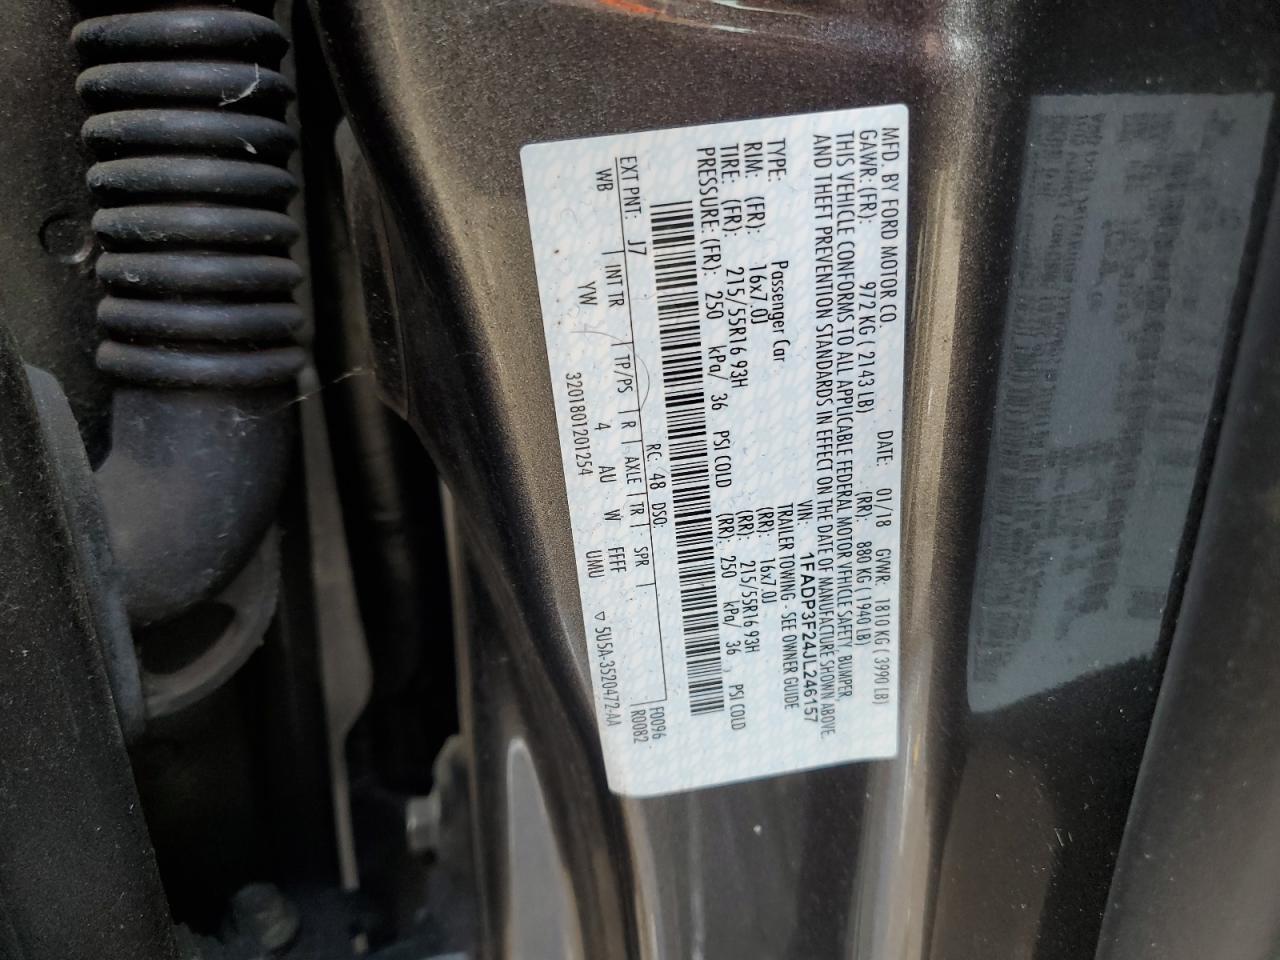 MFD. BY FORD MOTOR CO. DATE: 01/18 GVWR: 1810 KG ( 3990 LB)
GAWR: (FR): 972 KG ( 2143 LB) (RR): 880 KG ( 1940 LB)
THIS VEHICLE CONFORMS TO ALL APPLICABLE FEDERAL MOTOR VEHICLE SAFETY, BUMPER,
AND THEFT PREVENTION STANDARDS IN EFFECT ON THE DATE OF MANUFACTURE SHOWN ABOVE.
VIN: 1FADP3F24JL246157
TYPE: Passenger Car TRAILER TOWING - SEE OWNER GUIDE
RIM: (FR): 16x7.0J (RR): 16x7.0J
TIRE: (FR): 215/55R16 93H (RR): 215/55R16 93H
PRESSURE: (FR): 250 kPa/ 36 PSI COLD (RR): 250 kPa/ 36 PSI COLD
RC: 48 DSO: F0096
EXT PNT: J7 R0082
WB INT TR TP/PS R AXLE TR SPR
YW 4 AU W FFFF UMU ▽ 5U5A-3520472-AA
3201801201254